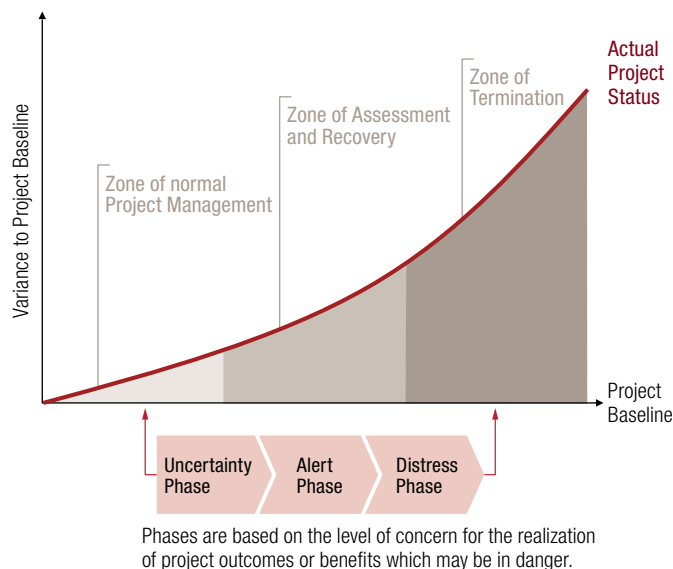 Variance to Project Baseline
Zone of normal
Project Management
Zone of Assessment
and Recovery
Zone of
Termination
Actual
Project
Status
Project
Baseline
Uncertainty
Phase
Alert
Phase
Distress
Phase
Phases are based on the level of concern for the realization
of project outcomes or benefits which may be in danger.